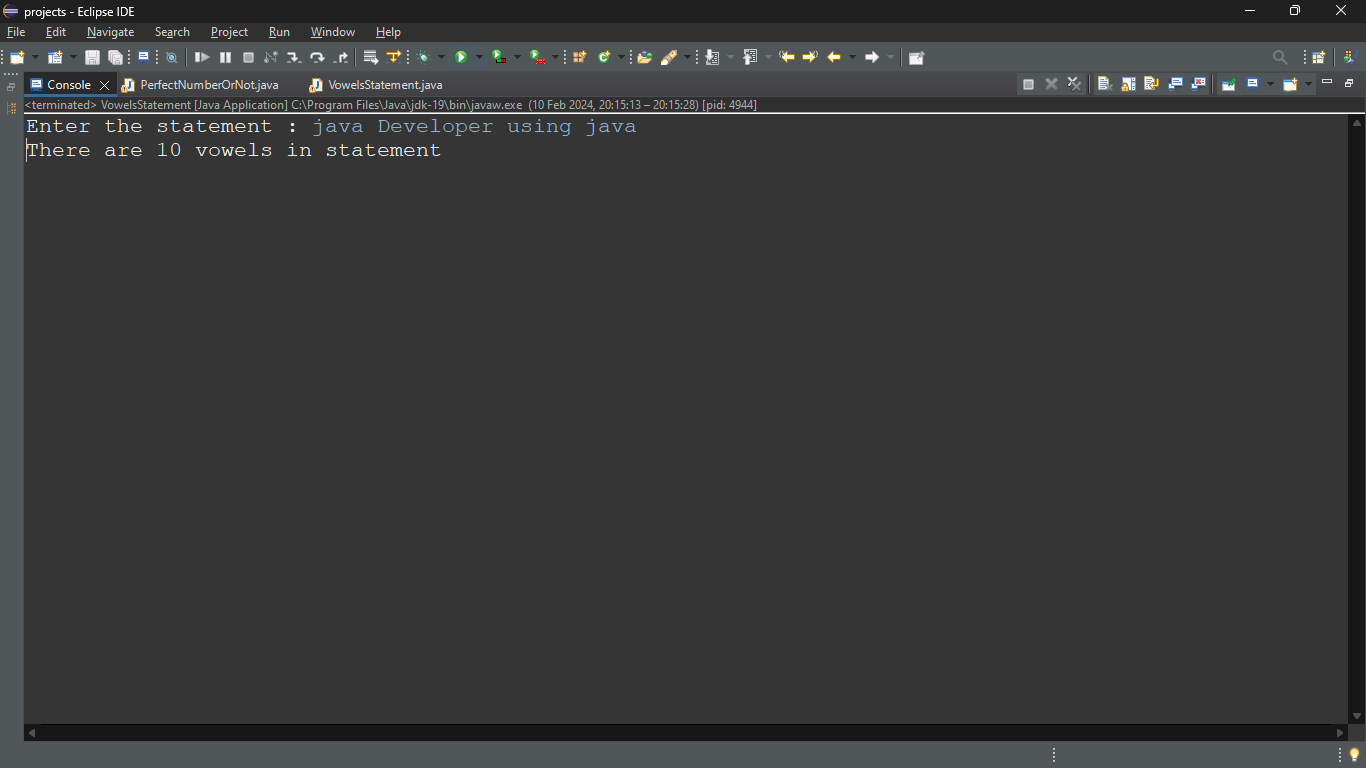 projects - Eclipse IDE
File Edit Navigate Search Project Run Window Help
Console PerfectNumberOrNot.java VowelsStatement.java
<terminated> VowelsStatement [Java Application] C:\Program Files\Java\jdk-19\bin\javaw.exe (10 Feb 2024, 20:15:13 – 20:15:28) [pid: 4944]
Enter the statement : java Developer using java
There are 10 vowels in statement